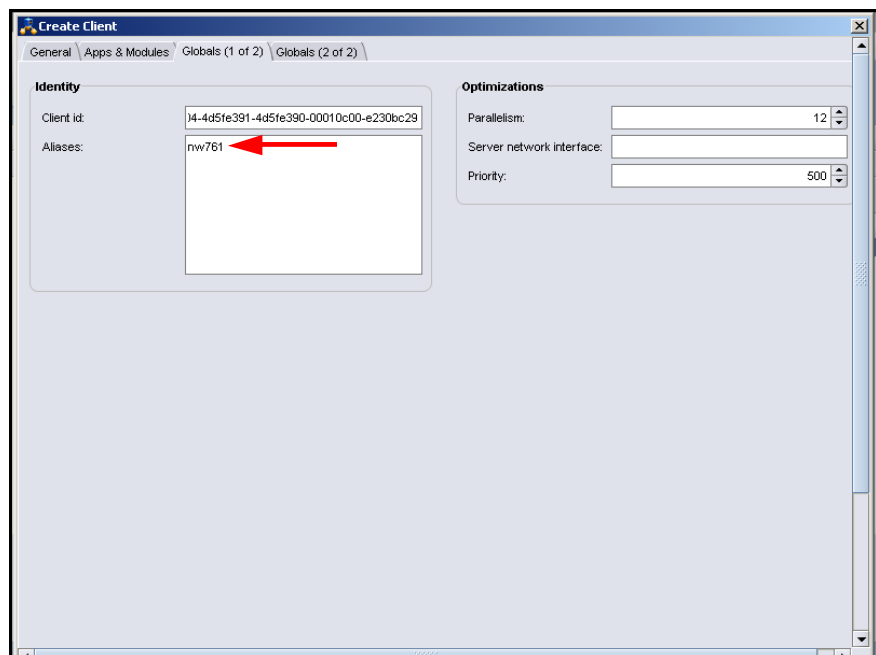 Create Client
General Apps & Modules Globals (1 of 2) Globals (2 of 2)
Identity
Client id: )4-4d5fe391-4d5fe390-00010c00-e230bc29
Aliases: nw761
Optimizations
Parallelism: 12
Server network interface:
Priority: 500